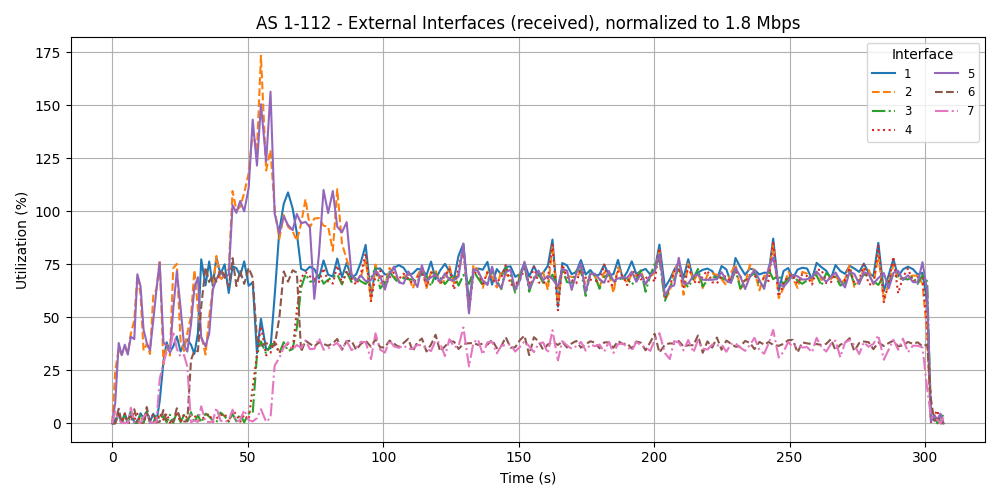 AS 1-112 - External Interfaces (received), normalized to 1.8 Mbps
Utilization (%)
175
150
125
100
75
50
25
0
0 50 100 150 200 250 300
Time (s)
Interface
1 5
2 6
3 7
4